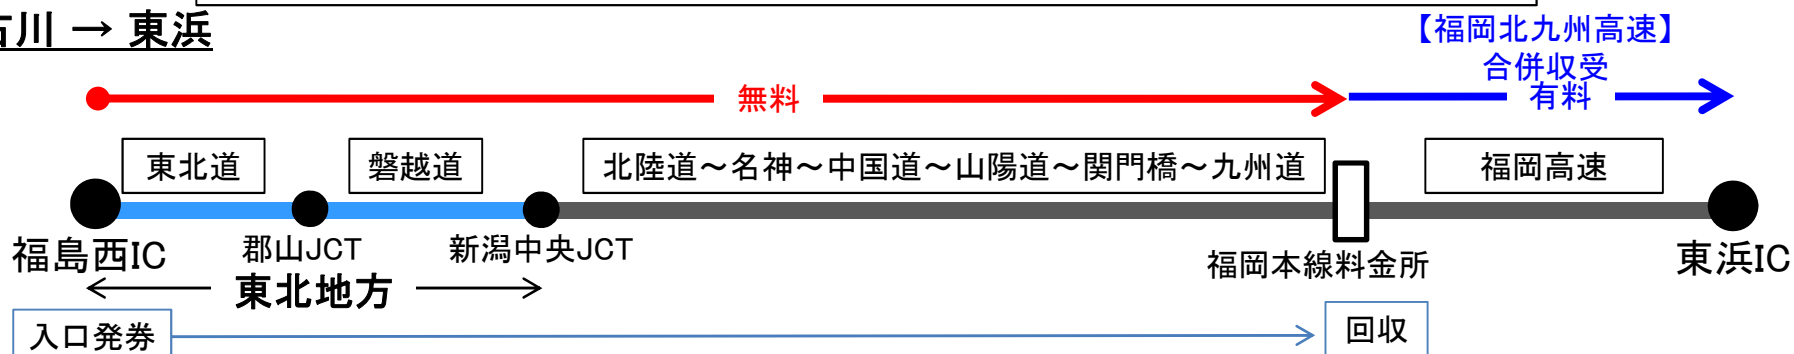 古川 → 東浜
【福岡北九州高速】
合併収受
無料
有料
東北道
磐越道
北陸道～名神～中国道～山陽道～関門橋～九州道
福岡高速
福島西IC
郡山JCT
新潟中央JCT
福岡本線料金所
東浜IC
東北地方
入口発券
回収